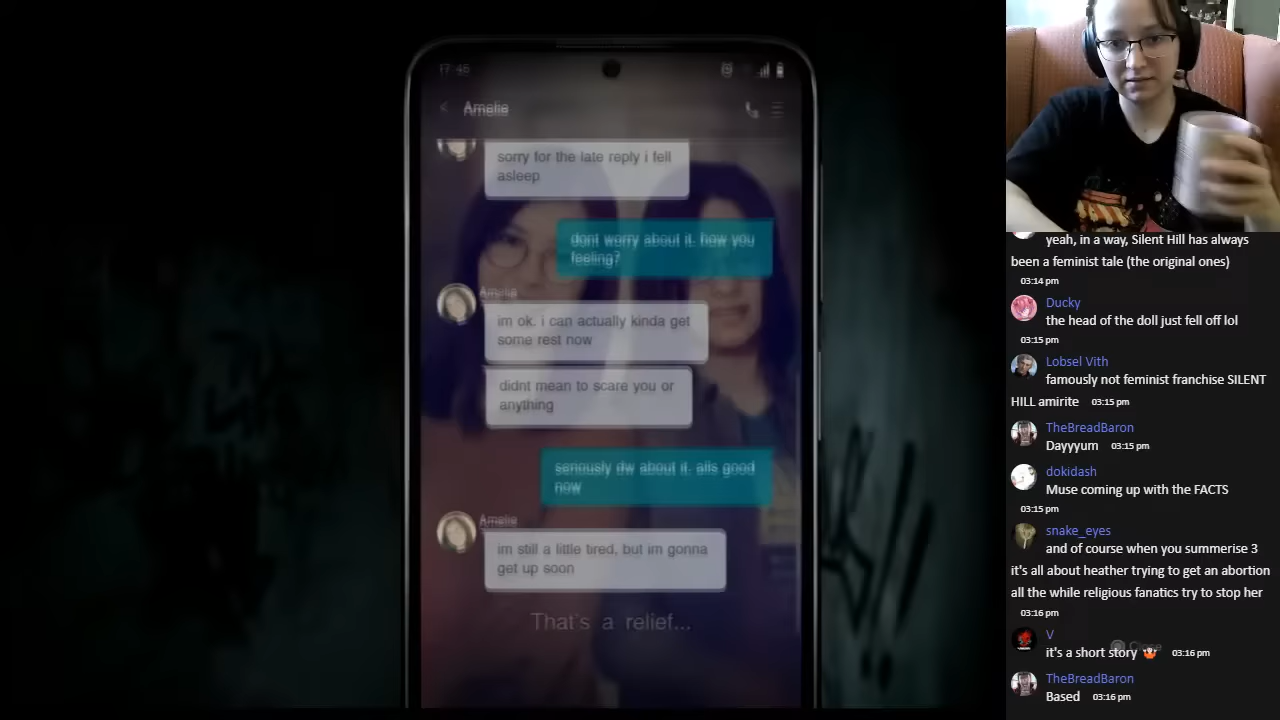 17:45
Amelie
sorry for the late reply i fell
asleep
dont worry about it. how you
feeling?
Amelie
im ok. i can actually kinda get
some rest now
didnt mean to scare you or
anything
seriously dw about it. alls good
now
Amelie
im still a little tired, but im gonna
get up soon
That's a relief...
yeah, in a way, Silent Hill has always
been a feminist tale (the original ones)
03:14 pm
Ducky
the head of the doll just fell off lol
03:15 pm
Lobsel Vith
famously not feminist franchise SILENT
HILL amirite 03:15 pm
TheBreadBaron
Dayyyum 03:15 pm
dokidash
Muse coming up with the FACTS
03:15 pm
snake_eyes
and of course when you summerise 3
it's all about heather trying to get an abortion
all the while religious fanatics try to stop her
03:16 pm
V
it's a short story 03:16 pm
TheBreadBaron
Based 03:16 pm